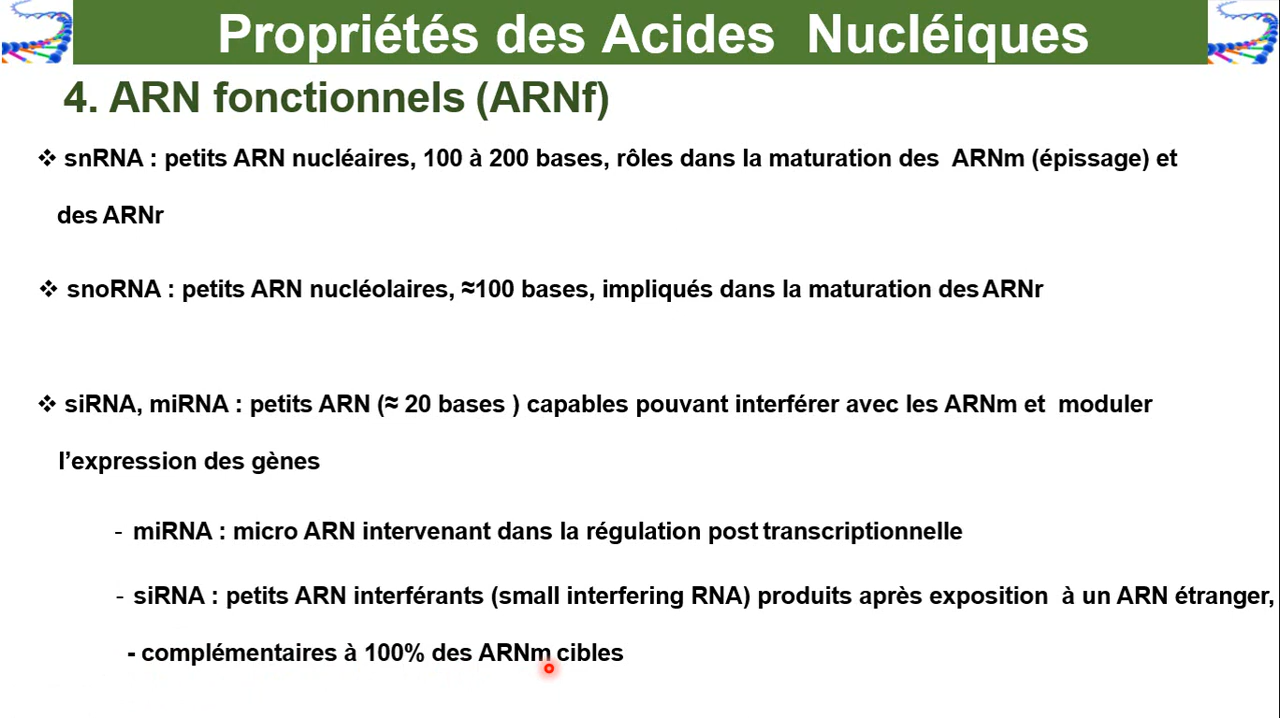 Propriétés des Acides Nucléiques
4. ARN fonctionnels (ARNf)
❖ snRNA : petits ARN nucléaires, 100 à 200 bases, rôles dans la maturation des ARNm (épissage) et
des ARNr
❖ snoRNA : petits ARN nucléolaires, ≈100 bases, impliqués dans la maturation des ARNr
❖ siRNA, miRNA : petits ARN (≈ 20 bases ) capables pouvant interférer avec les ARNm et moduler
l’expression des gènes
- miRNA : micro ARN intervenant dans la régulation post transcriptionnelle
- siRNA : petits ARN interférants (small interfering RNA) produits après exposition à un ARN étranger,
- complémentaires à 100% des ARNm cibles